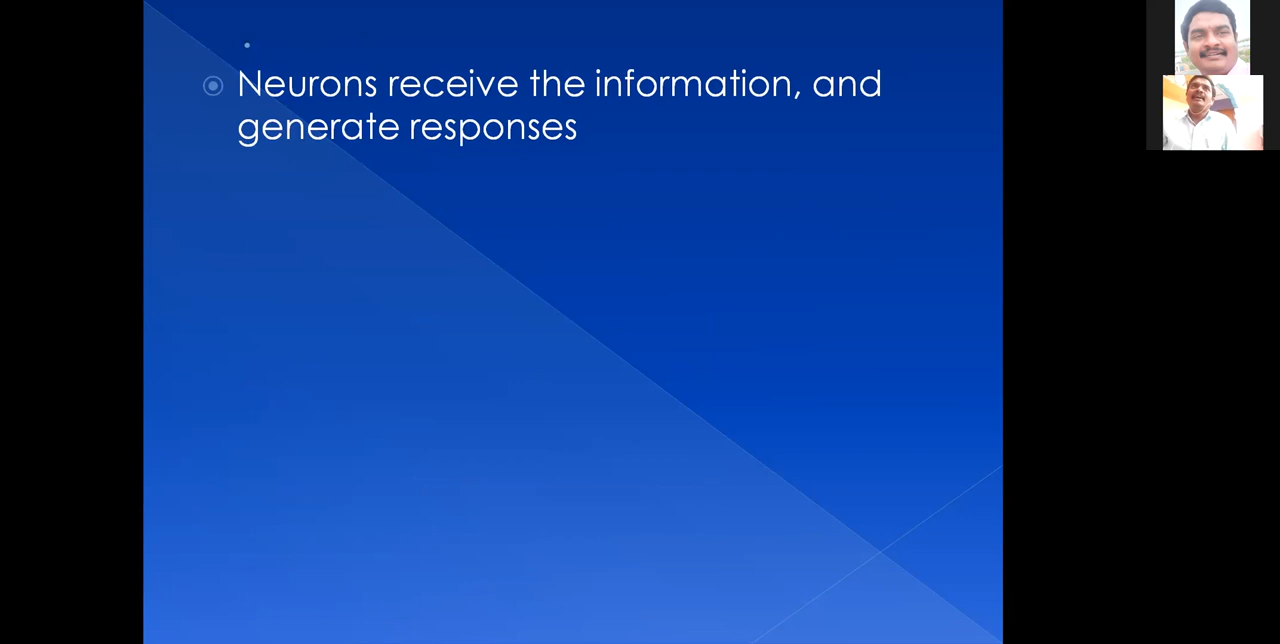 Neurons receive the information, and
generate responses